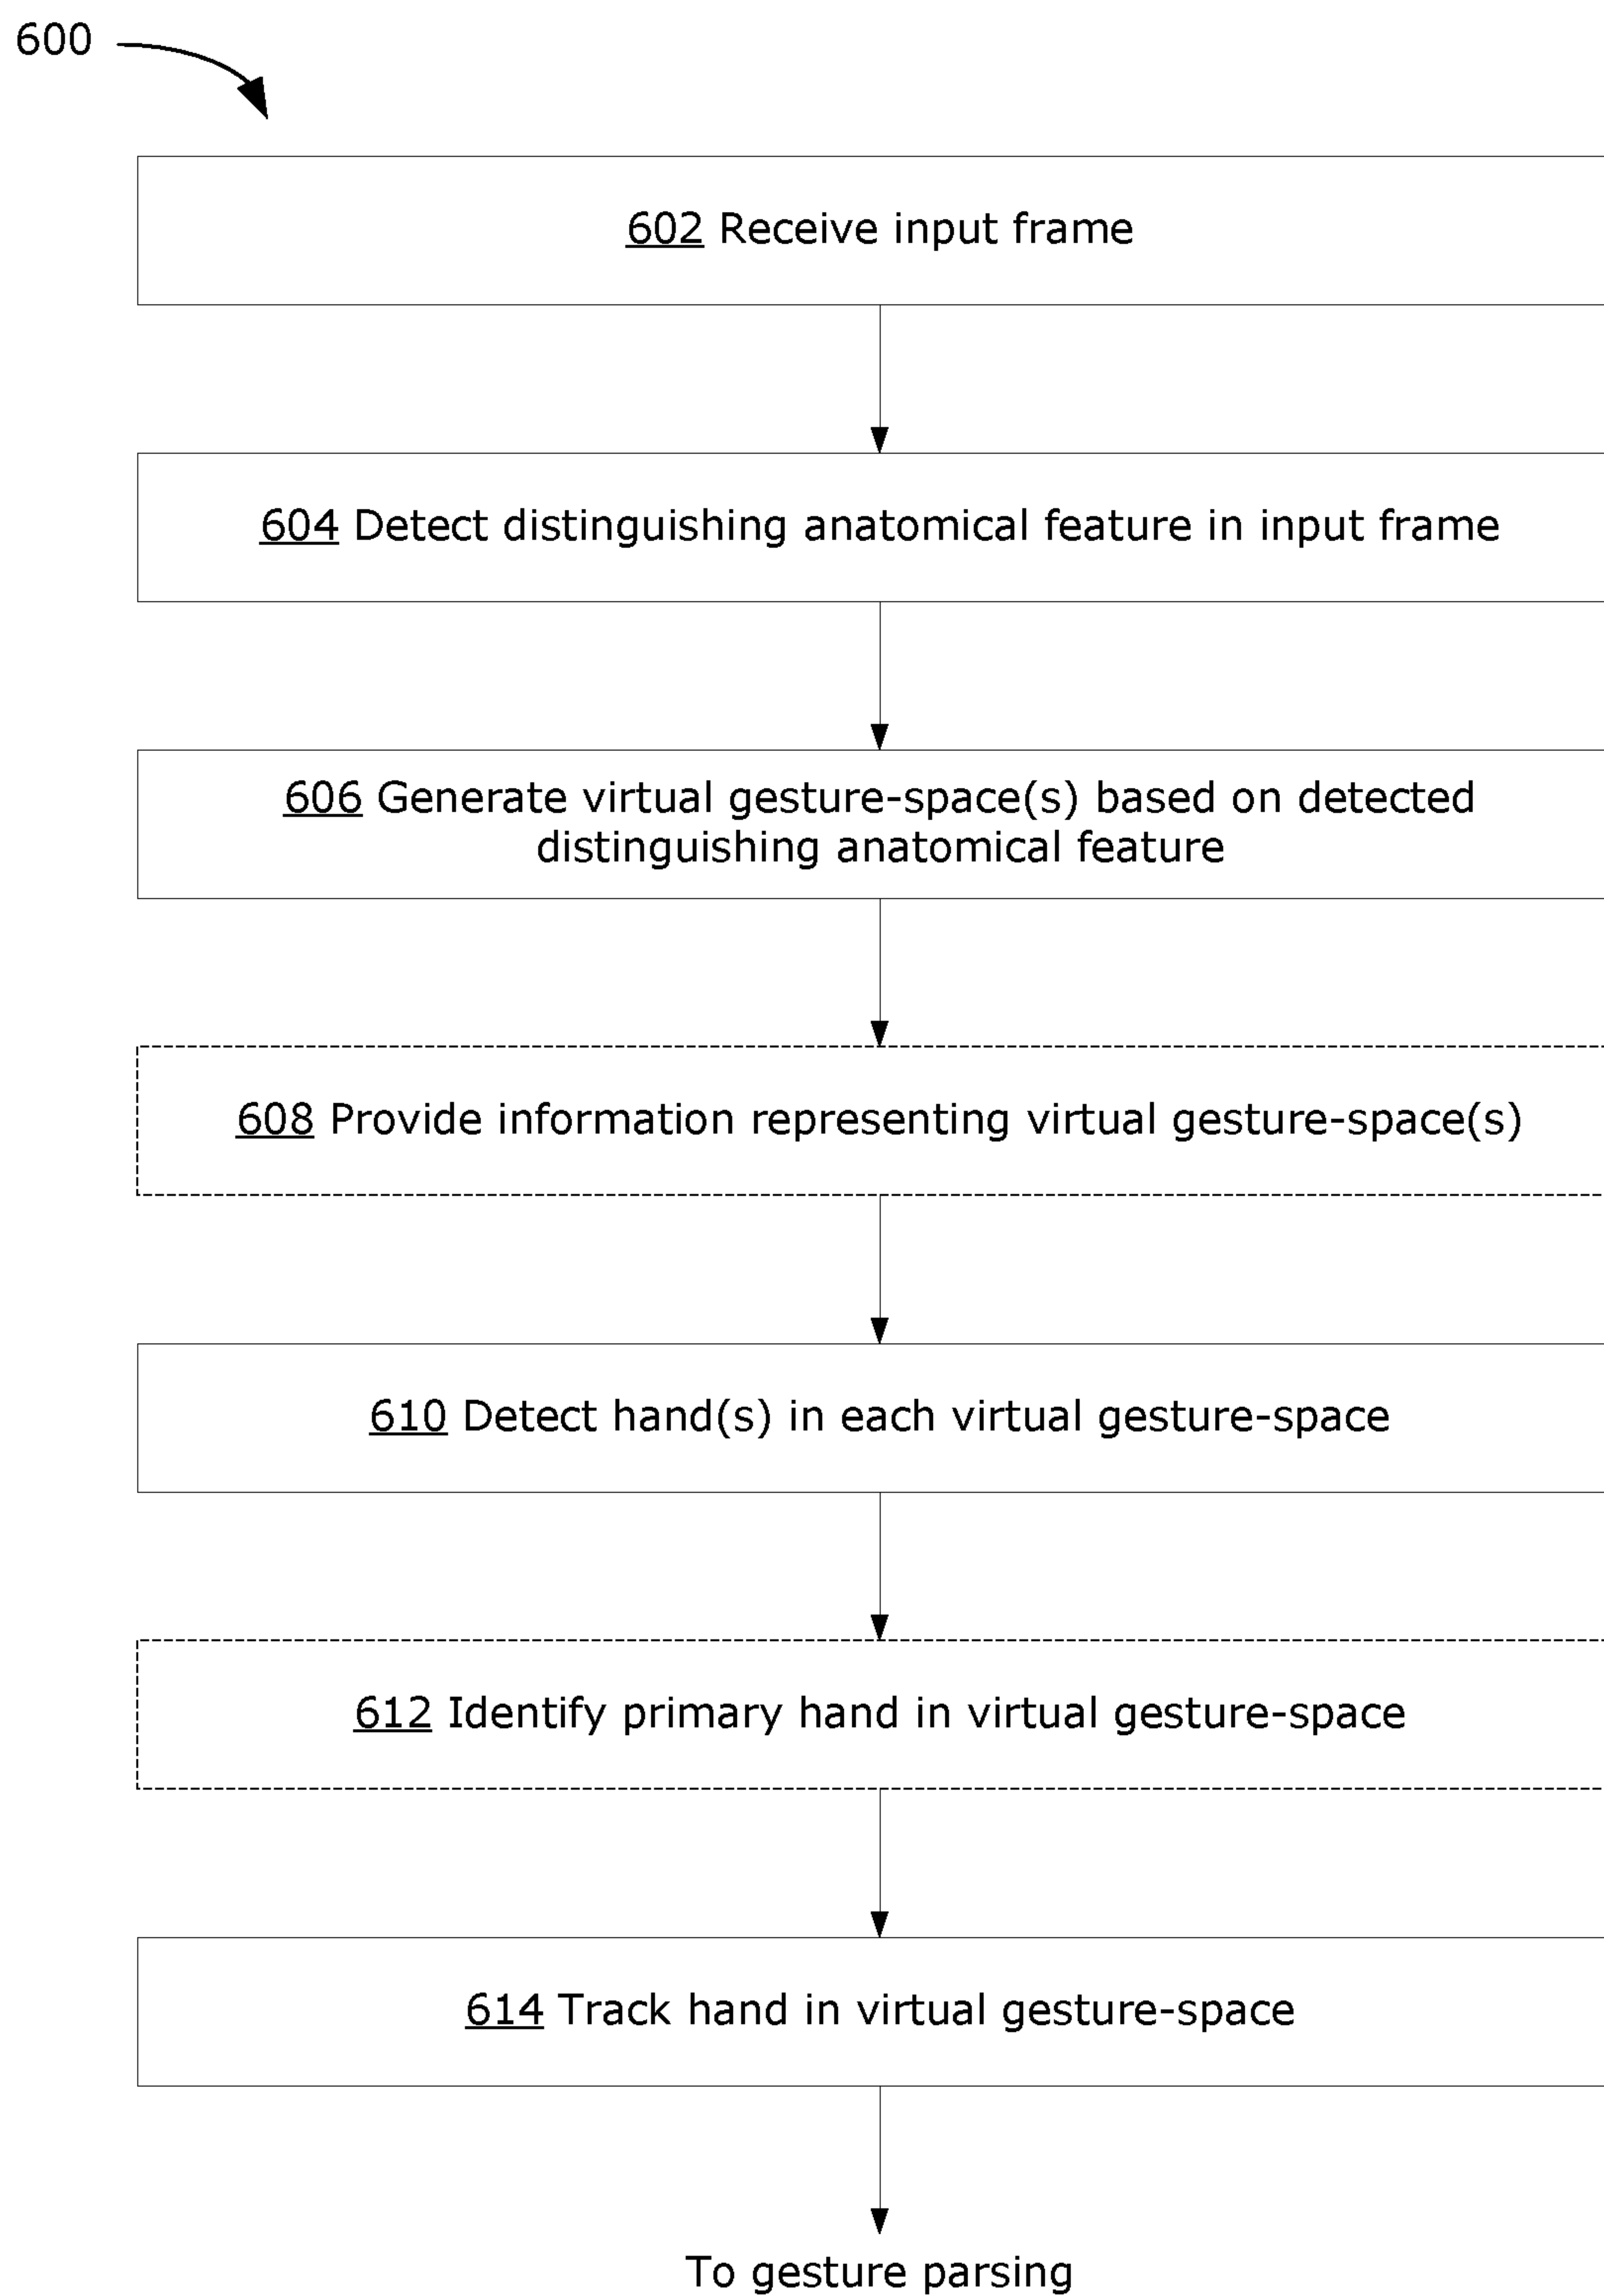 600
602 Receive input frame
604 Detect distinguishing anatomical feature in input frame
606 Generate virtual gesture-space(s) based on detected
distinguishing anatomical feature
608 Provide information representing virtual gesture-space(s)
610 Detect hand(s) in each virtual gesture-space
612 Identify primary hand in virtual gesture-space
614 Track hand in virtual gesture-space
To gesture parsing